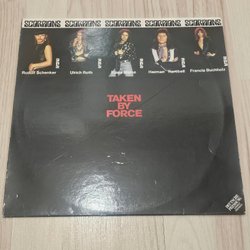 SCORPIONS SCORPIONS SCORPIONS SCORPIONS SCORPIONS
Rudolf Schenker Ulrich Roth Klaus Meine Herman Rarebell Francis Buchholz
TAKEN BY
FORCE